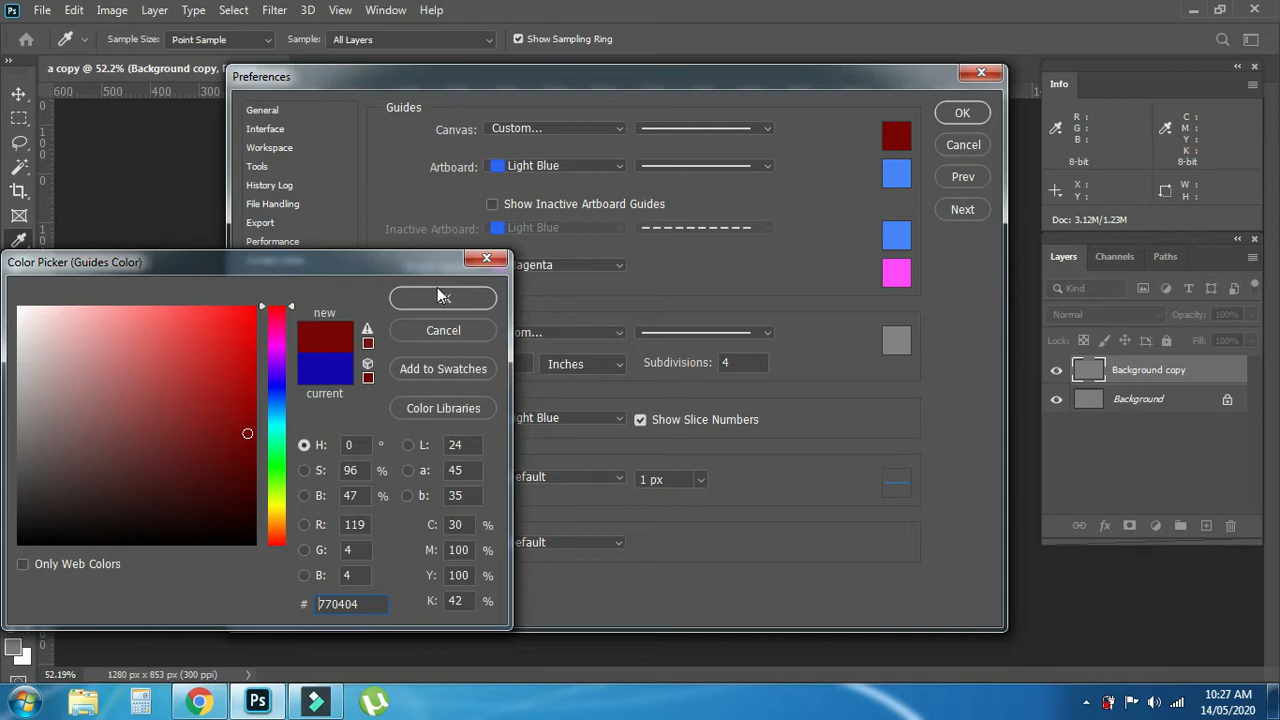 Ps File Edit Image Layer Type Select Filter 3D View Window Help
Sample Size: Point Sample Sample: All Layers Show Sampling Ring
a copy @ 52.2% (Background copy,
600 500 400 300
Preferences
General
Interface
Workspace
Tools
History Log
File Handling
Export
Performance
Guides
Canvas: Custom...
Artboard: Light Blue
Show Inactive Artboard Guides
Inactive Artboard: Light Blue
agenta
om...
Inches Subdivisions: 4
ght Blue Show Slice Numbers
efault 1 px
efault
OK
Cancel
Prev
Next
Color Picker (Guides Color)
new
current
Cancel
Add to Swatches
Color Libraries
H: 0 ° L: 24
S: 96 % a: 45
B: 47 % b: 35
R: 119 C: 30 %
G: 4 M: 100 %
B: 4 Y: 100 %
# 770404 K: 42 %
Only Web Colors
Info
R: C:
G: M:
B: Y:
K:
8-bit 8-bit
X: W:
Y: H:
Doc: 3.12M/1.23M
Layers Channels Paths
Kind
Normal Opacity: 100%
Lock: Fill: 100%
Background copy
Background
52.19% 1280 px x 853 px (300 ppi)
Ps
10:27 AM
14/05/2020